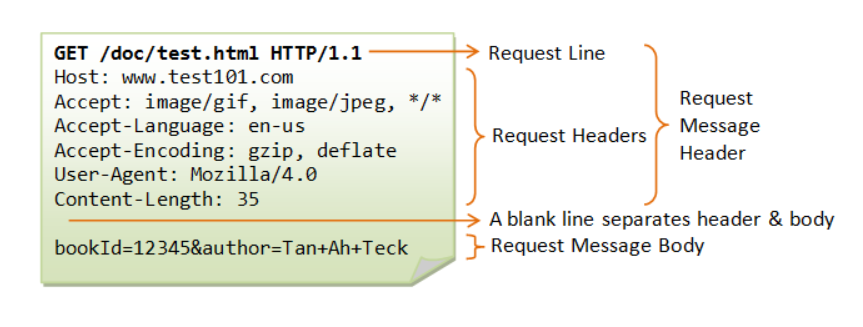 GET /doc/test.html HTTP/1.1
Host: www.test101.com
Accept: image/gif, image/jpeg, */*
Accept-Language: en-us
Accept-Encoding: gzip, deflate
User-Agent: Mozilla/4.0
Content-Length: 35
bookId=12345&author=Tan+Ah+Teck
Request Line
Request Headers
Request
Message
Header
A blank line separates header & body
Request Message Body